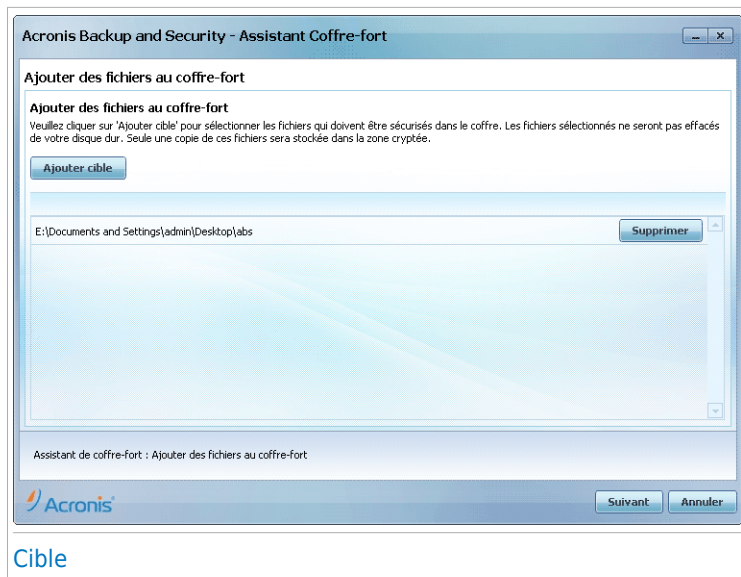 Acronis Backup and Security - Assistant Coffre-fort
Ajouter des fichiers au coffre-fort
Ajouter des fichiers au coffre-fort
Veuillez cliquer sur 'Ajouter cible' pour sélectionner les fichiers qui doivent être sécurisés dans le coffre. Les fichiers sélectionnés ne seront pas effacés
de votre disque dur. Seule une copie de ces fichiers sera stockée dans la zone cryptée.
Ajouter cible
E:\Documents and Settings\admin\Desktop\abs
Supprimer
Assistant de coffre-fort : Ajouter des fichiers au coffre-fort
Acronis
Suivant
Annuler
Cible